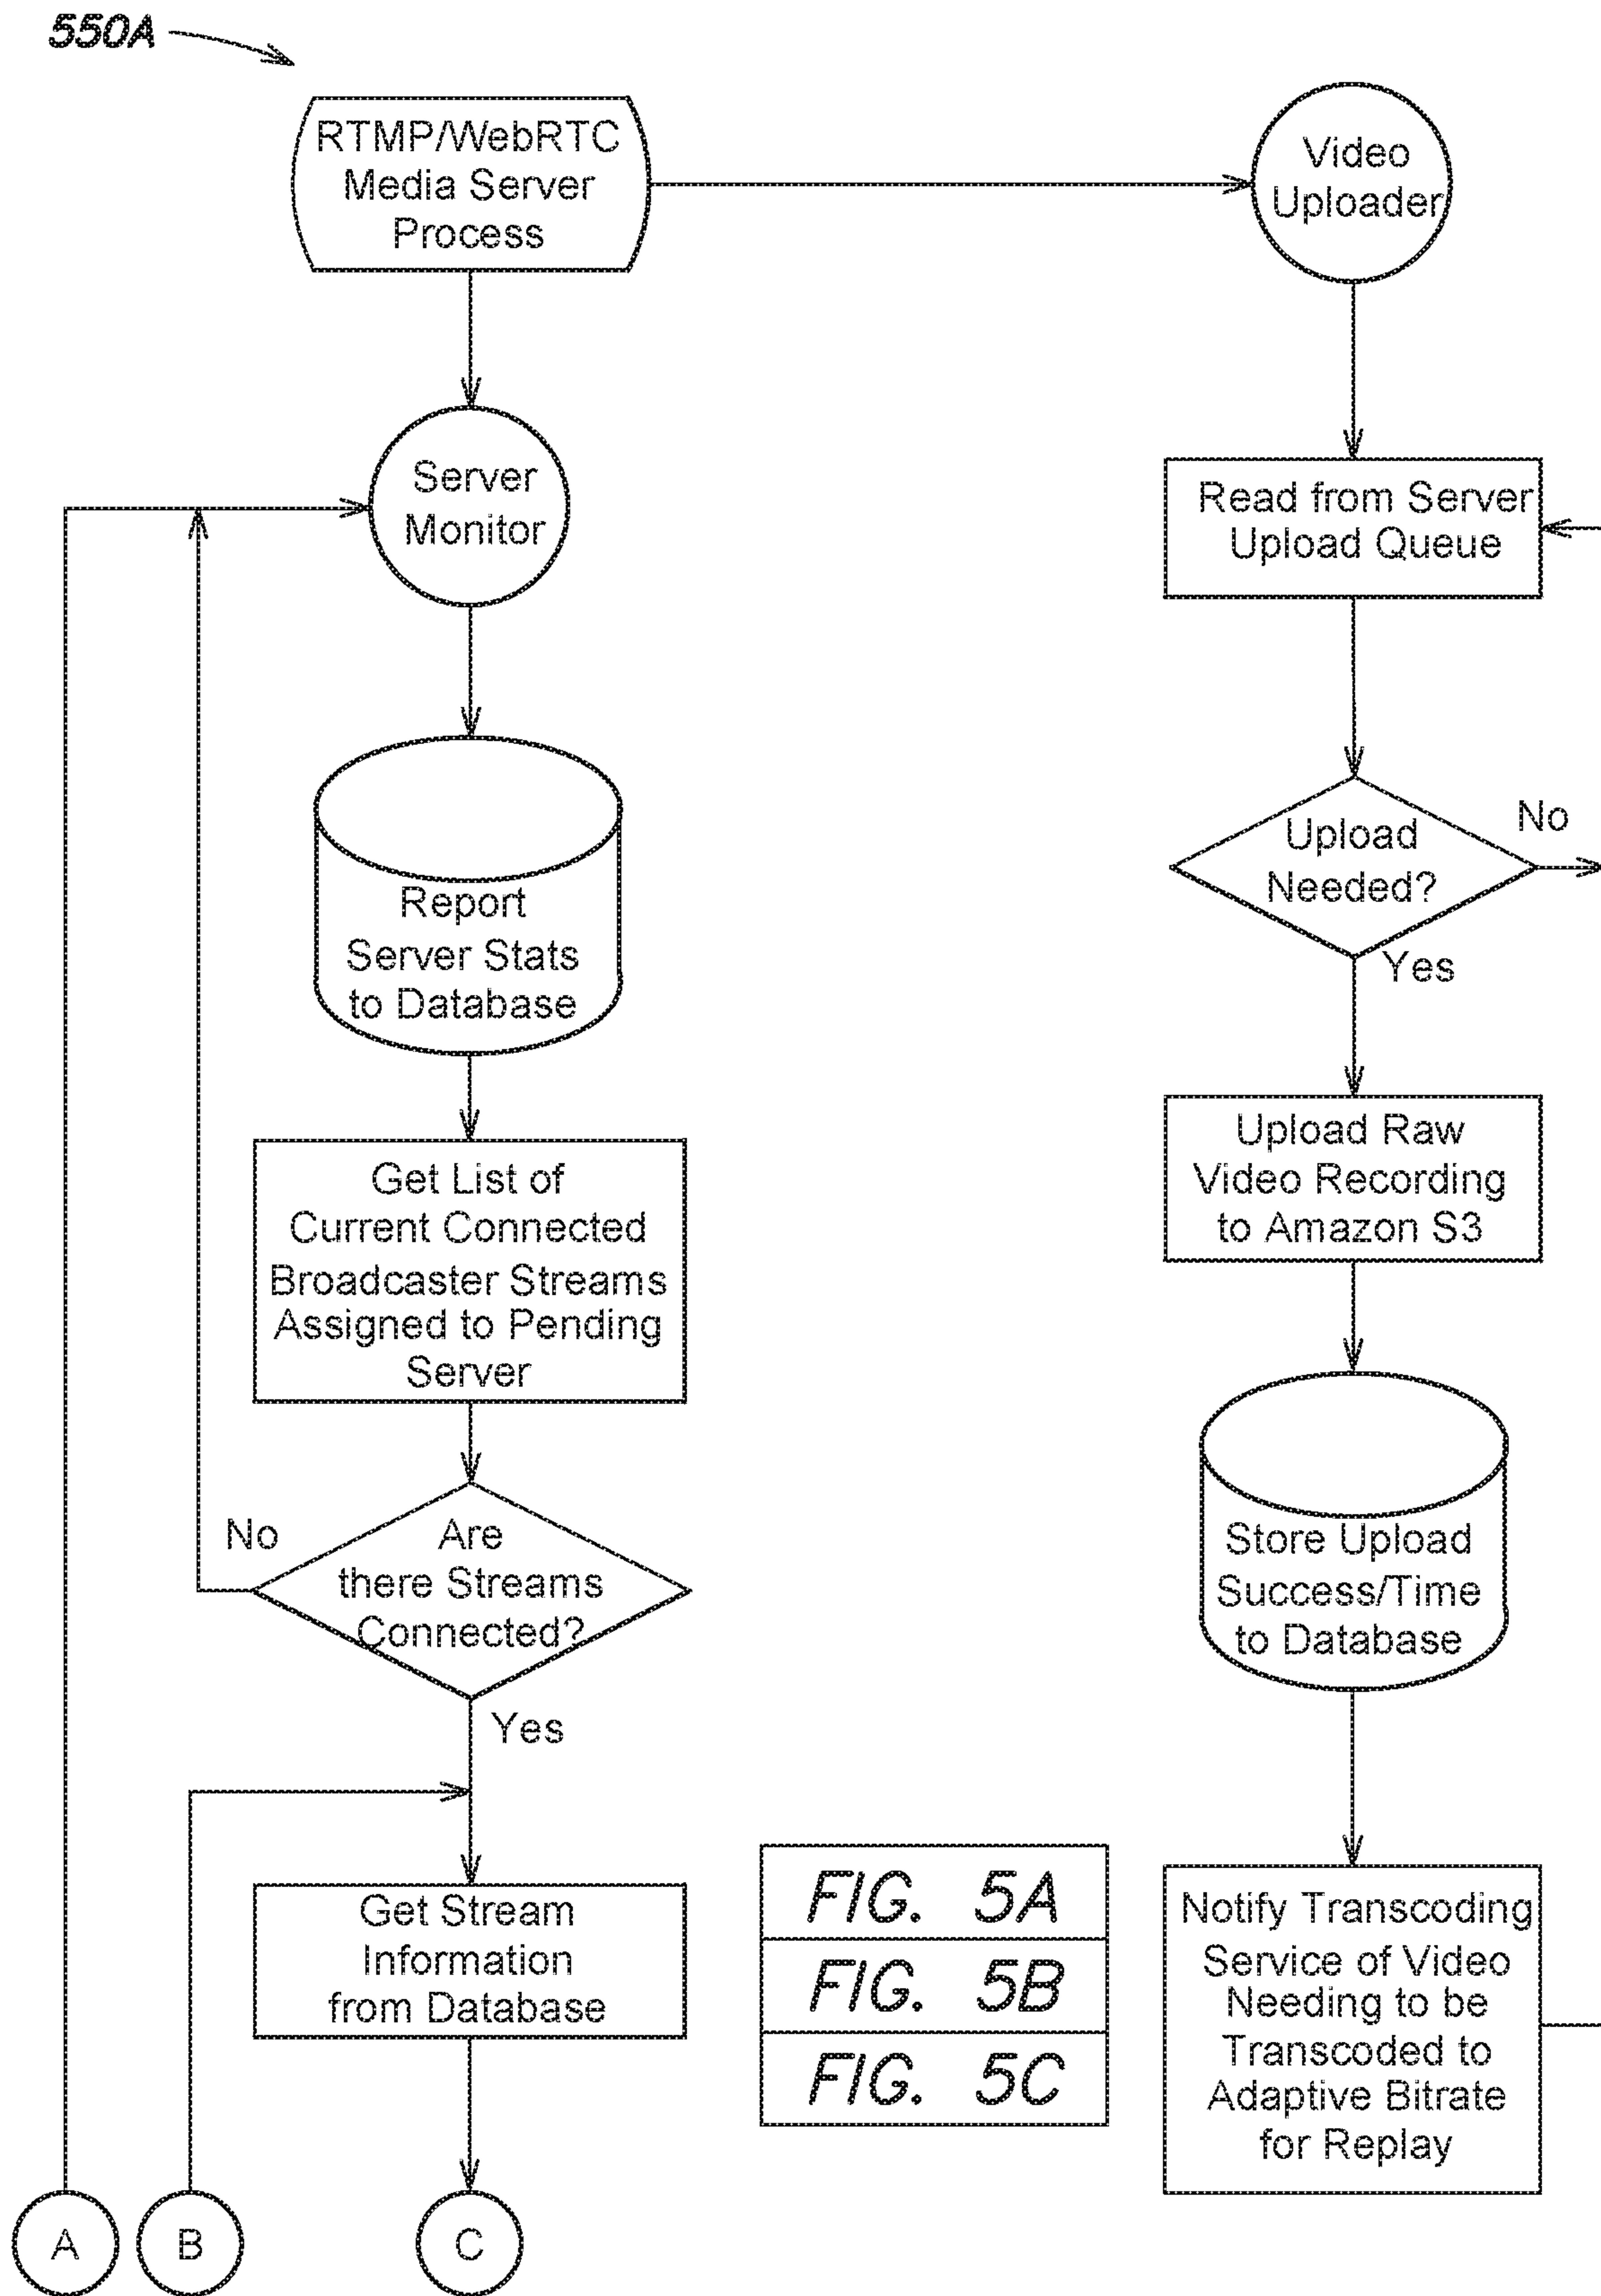 550A
RTMP/WebRTC
Media Server
Process
Video
Uploader
Server
Monitor
Read from Server
Upload Queue
Report
Server Stats
to Database
Upload
Needed?
No
Yes
Get List of
Current Connected
Broadcaster Streams
Assigned to Pending
Server
Upload Raw
Video Recording
to Amazon S3
No
Are
there Streams
Connected?
Yes
Store Upload
Success/Time
to Database
Get Stream
Information
from Database
FIG. 5A
FIG. 5B
FIG. 5C
Notify Transcoding
Service of Video
Needing to be
Transcoded to
Adaptive Bitrate
for Replay
A
B
C